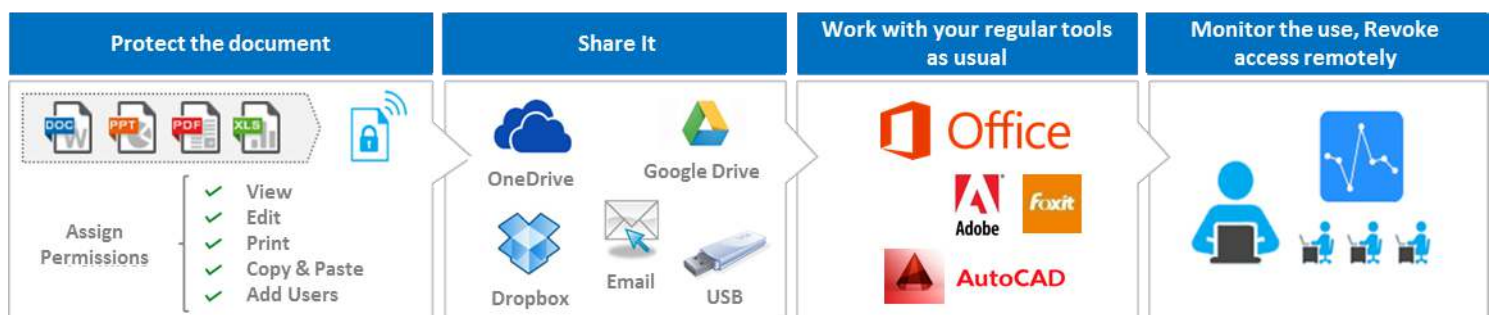 Protect the document
DOC
W
PPT
PDF
XLS
Assign
Permissions
View
Edit
Print
Copy & Paste
Add Users
Share It
OneDrive
Google Drive
Dropbox
Email
USB
Work with your regular tools
as usual
Office
Adobe
Foxit
AutoCAD
Monitor the use, Revoke
access remotely